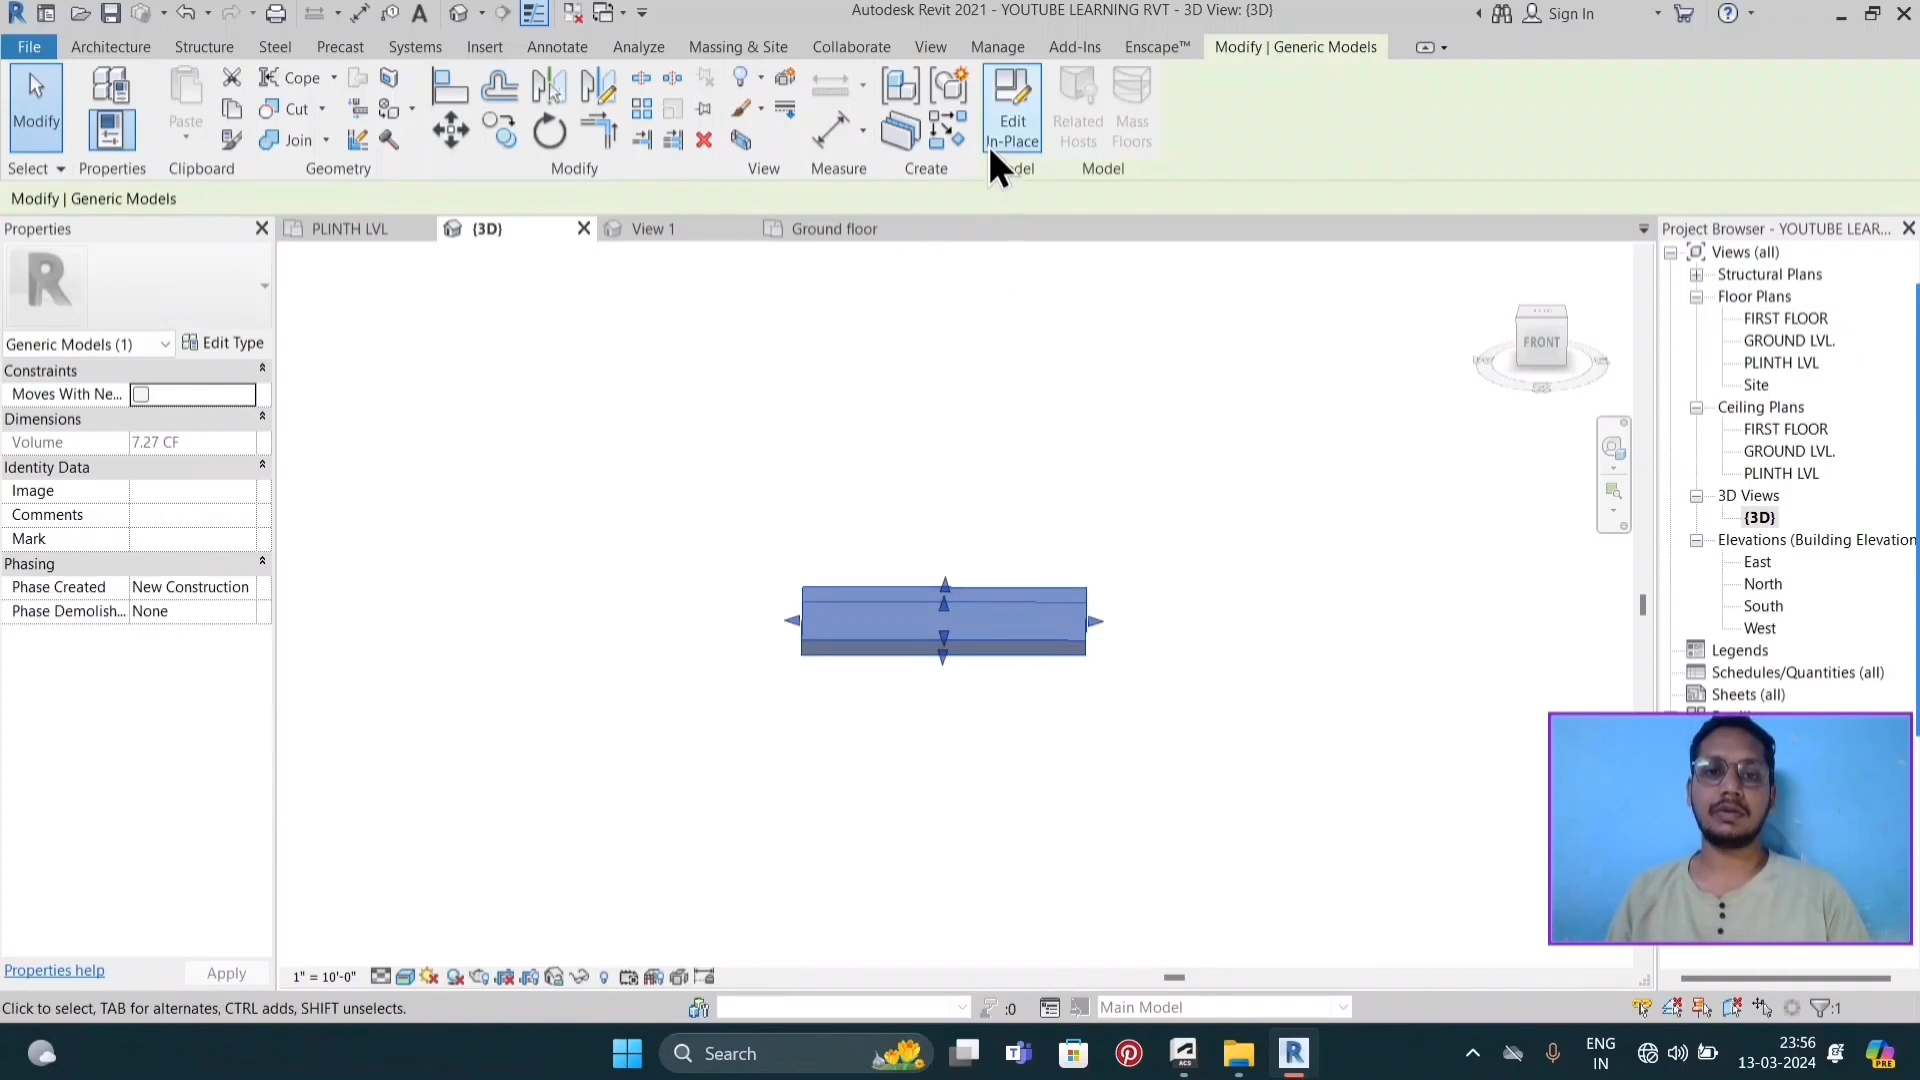 Autodesk Revit 2021 - YOUTUBE LEARNING RVT - 3D View: {3D}
Sign In
File
Architecture
Structure
Steel
Precast
Systems
Insert
Annotate
Analyze
Massing & Site
Collaborate
View
Manage
Add-Ins
Enscape™
Modify | Generic Models
Modify
Paste
Cope
Cut
Join
Edit
In-Place
Related
Hosts
Mass
Floors
Select
Properties
Clipboard
Geometry
Modify
View
Measure
Create
Model
Modify | Generic Models
Properties
PLINTH LVL
{3D}
View 1
Ground floor
Project Browser - YOUTUBE LEAR...
R
Generic Models (1)
Edit Type
Constraints
Moves With Ne...
Dimensions
Volume
7.27 CF
Identity Data
Image
Comments
Mark
Phasing
Phase Created
New Construction
Phase Demolish...
None
Properties help
Apply
FRONT
Views (all)
Structural Plans
Floor Plans
FIRST FLOOR
GROUND LVL.
PLINTH LVL
Site
Ceiling Plans
FIRST FLOOR
GROUND LVL.
PLINTH LVL
3D Views
{3D}
Elevations (Building Elevation
East
North
South
West
Legends
Schedules/Quantities (all)
Sheets (all)
1" = 10'-0"
Click to select, TAB for alternates, CTRL adds, SHIFT unselects.
:0
Main Model
:1
Search
ENG
IN
23:56
13-03-2024
PRE